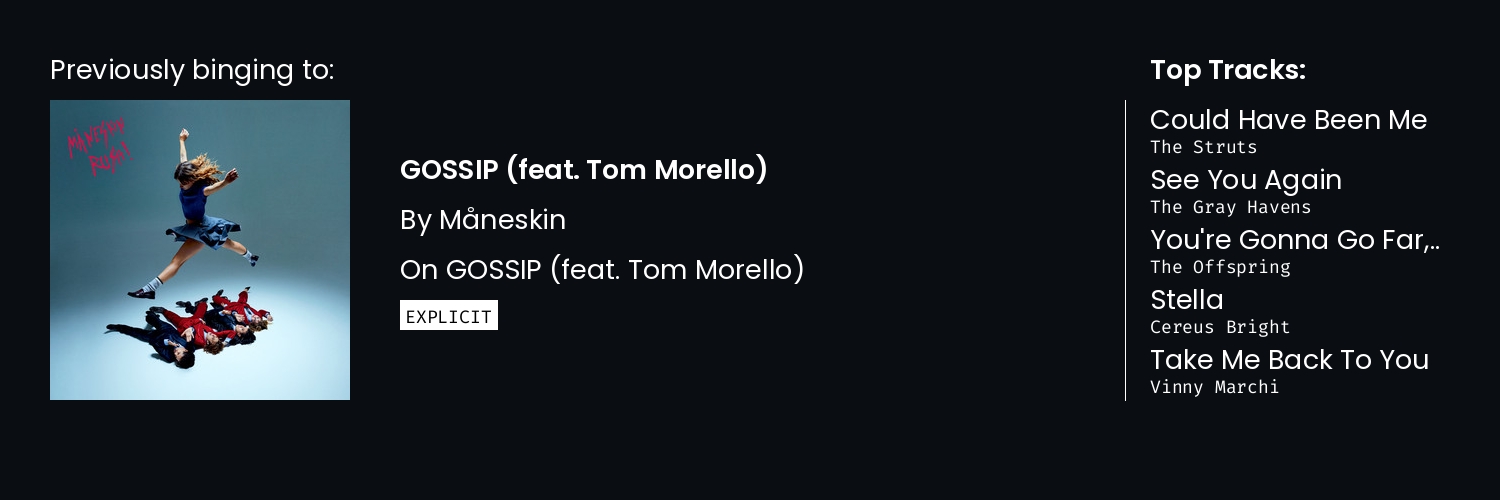 Previously binging to:
MÅNESKIN
RUSH!
GOSSIP (feat. Tom Morello)
By Måneskin
On GOSSIP (feat. Tom Morello)
EXPLICIT
Top Tracks:
Could Have Been Me
The Struts
See You Again
The Gray Havens
You're Gonna Go Far,..
The Offspring
Stella
Cereus Bright
Take Me Back To You
Vinny Marchi